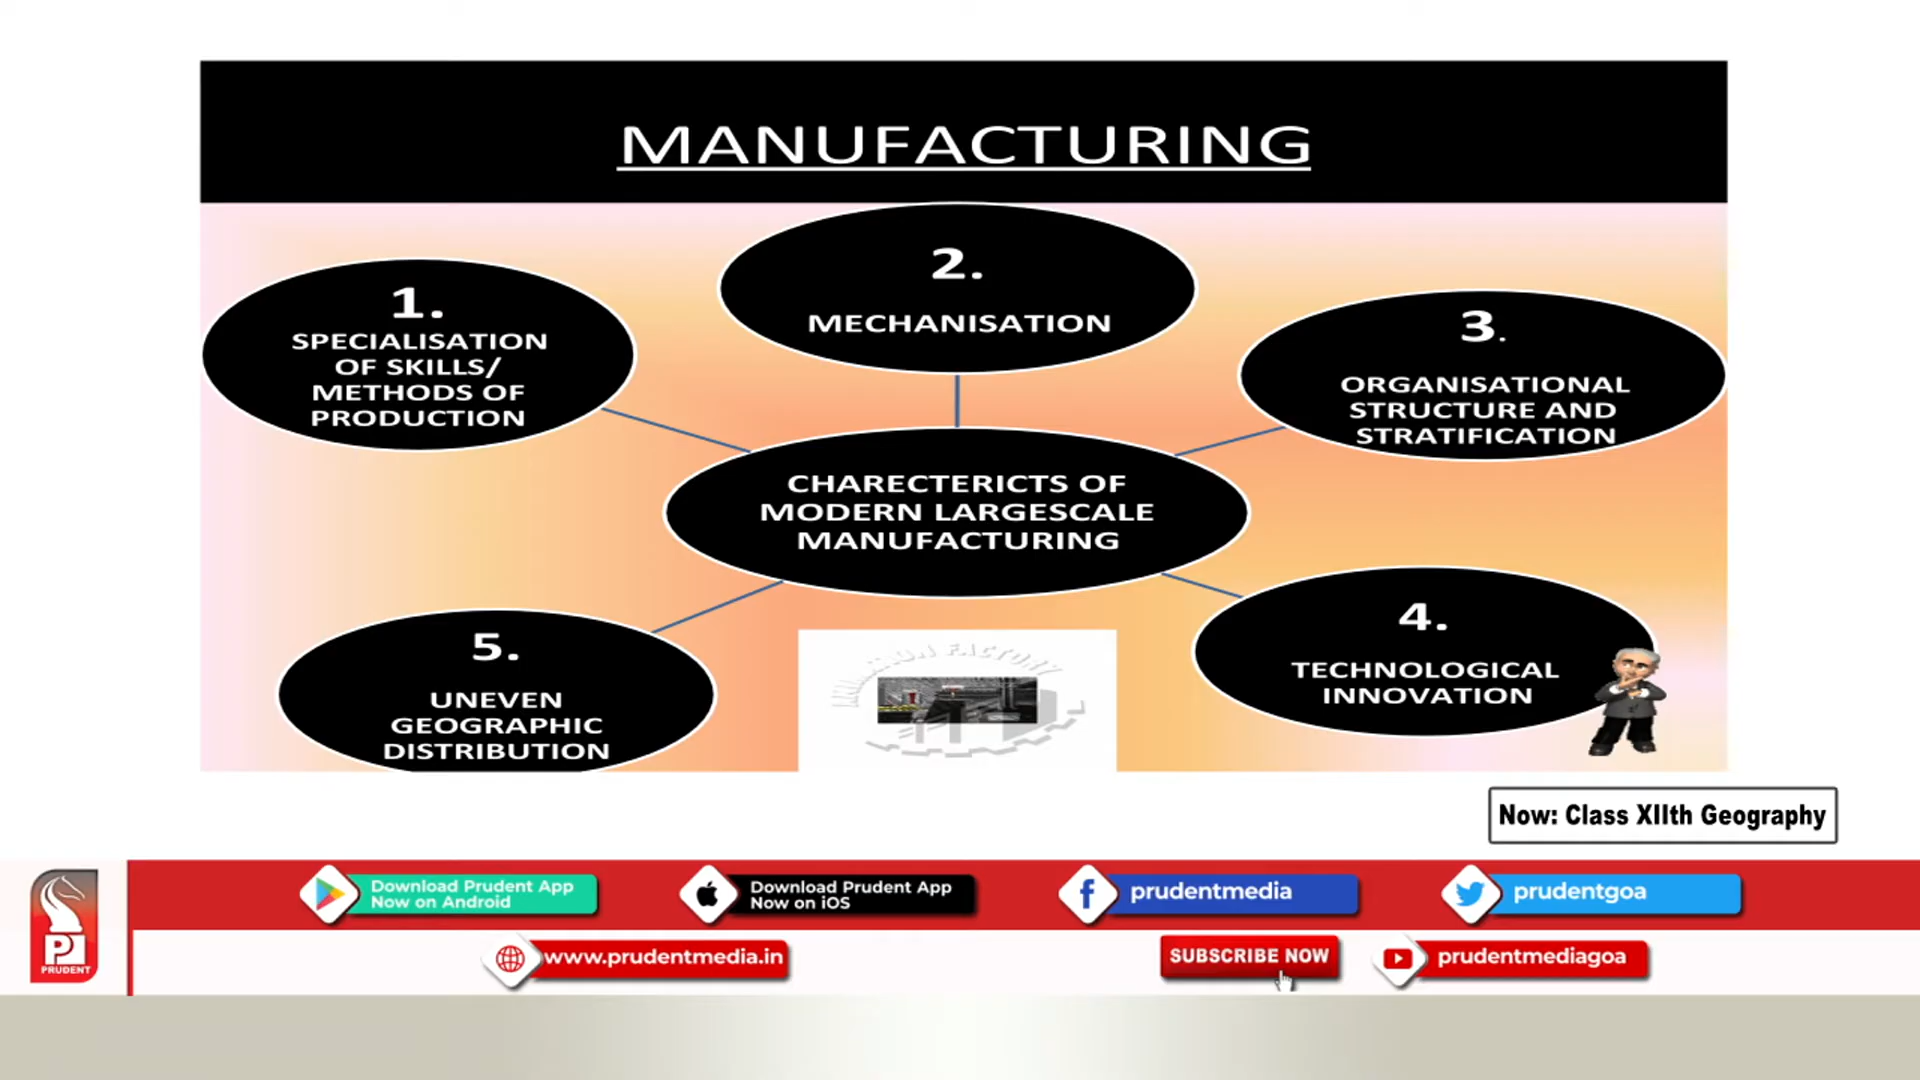 MANUFACTURING
1.
SPECIALISATION
OF SKILLS/
METHODS OF
PRODUCTION
2.
MECHANISATION
3.
ORGANISATIONAL
STRUCTURE AND
STRATIFICATION
CHARECTERICTS OF
MODERN LARGESCALE
MANUFACTURING
4.
TECHNOLOGICAL
INNOVATION
5.
UNEVEN
GEOGRAPHIC
DISTRIBUTION
ANIMATION FACTORY
Now: Class XIIth Geography
Download Prudent App
Now on Android
Download Prudent App
Now on iOS
prudentmedia
prudentgoa
PRUDENT
www.prudentmedia.in
SUBSCRIBE NOW
prudentmediagoa